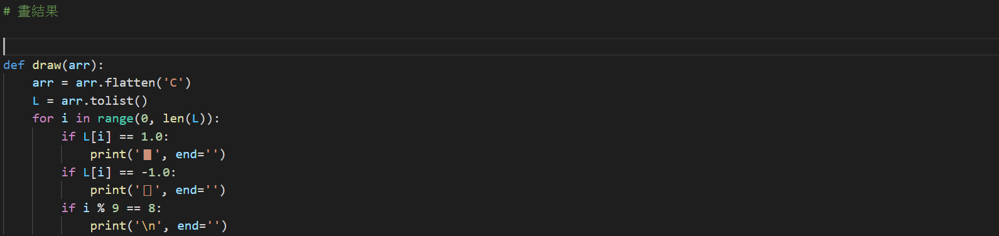 # 畫結果
def draw(arr):
    arr = arr.flatten('C')
    L = arr.tolist()
    for i in range(0, len(L)):
        if L[i] == 1.0:
            print('█', end='')
        if L[i] == -1.0:
            print('▯', end='')
        if i % 9 == 8:
            print('\n', end='')